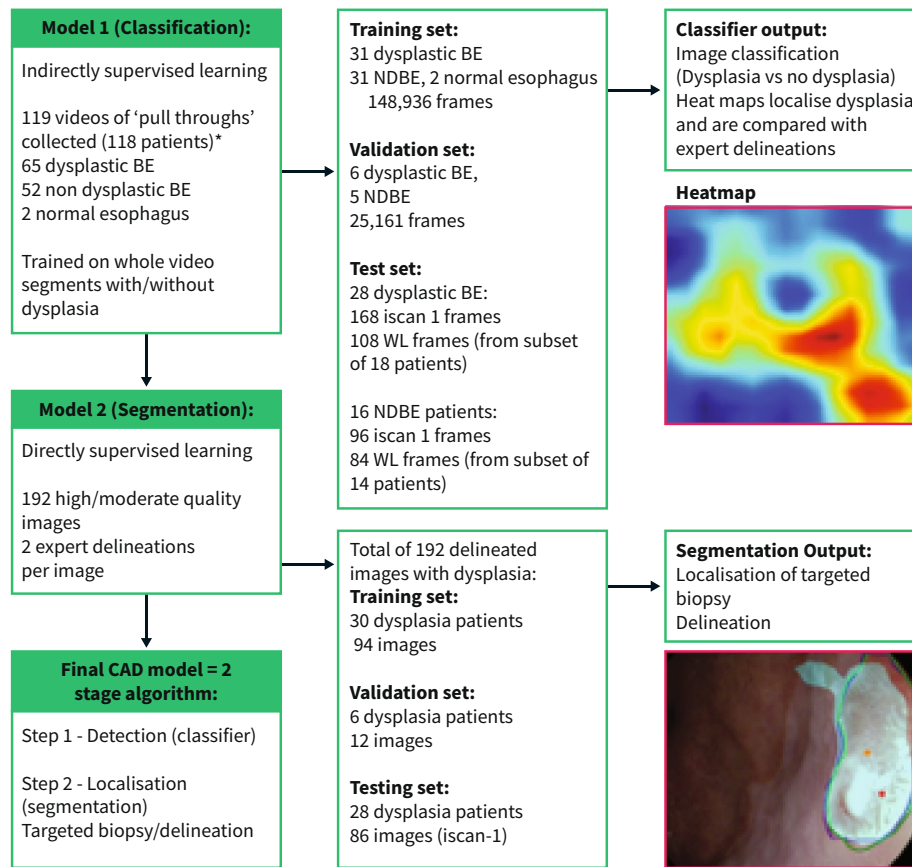 Model 1 (Classification):
Indirectly supervised learning
119 videos of ‘pull throughs’
collected (118 patients)*
65 dysplastic BE
52 non dysplastic BE
2 normal esophagus
Trained on whole video
segments with/without
dysplasia
Training set:
31 dysplastic BE
31 NDBE, 2 normal esophagus
148,936 frames
Validation set:
6 dysplastic BE,
5 NDBE
25,161 frames
Test set:
28 dysplastic BE:
168 iscan 1 frames
108 WL frames (from subset
of 18 patients)
16 NDBE patients:
96 iscan 1 frames
84 WL frames (from subset of
14 patients)
Classifier output:
Image classification
(Dysplasia vs no dysplasia)
Heat maps localise dysplasia
and are compared with
expert delineations
Heatmap
Model 2 (Segmentation):
Directly supervised learning
192 high/moderate quality
images
2 expert delineations
per image
Total of 192 delineated
images with dysplasia:
Training set:
30 dysplasia patients
94 images
Validation set:
6 dysplasia patients
12 images
Testing set:
28 dysplasia patients
86 images (iscan-1)
Segmentation Output:
Localisation of targeted
biopsy
Delineation
Final CAD model = 2
stage algorithm:
Step 1 - Detection (classifier)
Step 2 - Localisation
(segmentation)
Targeted biopsy/delineation